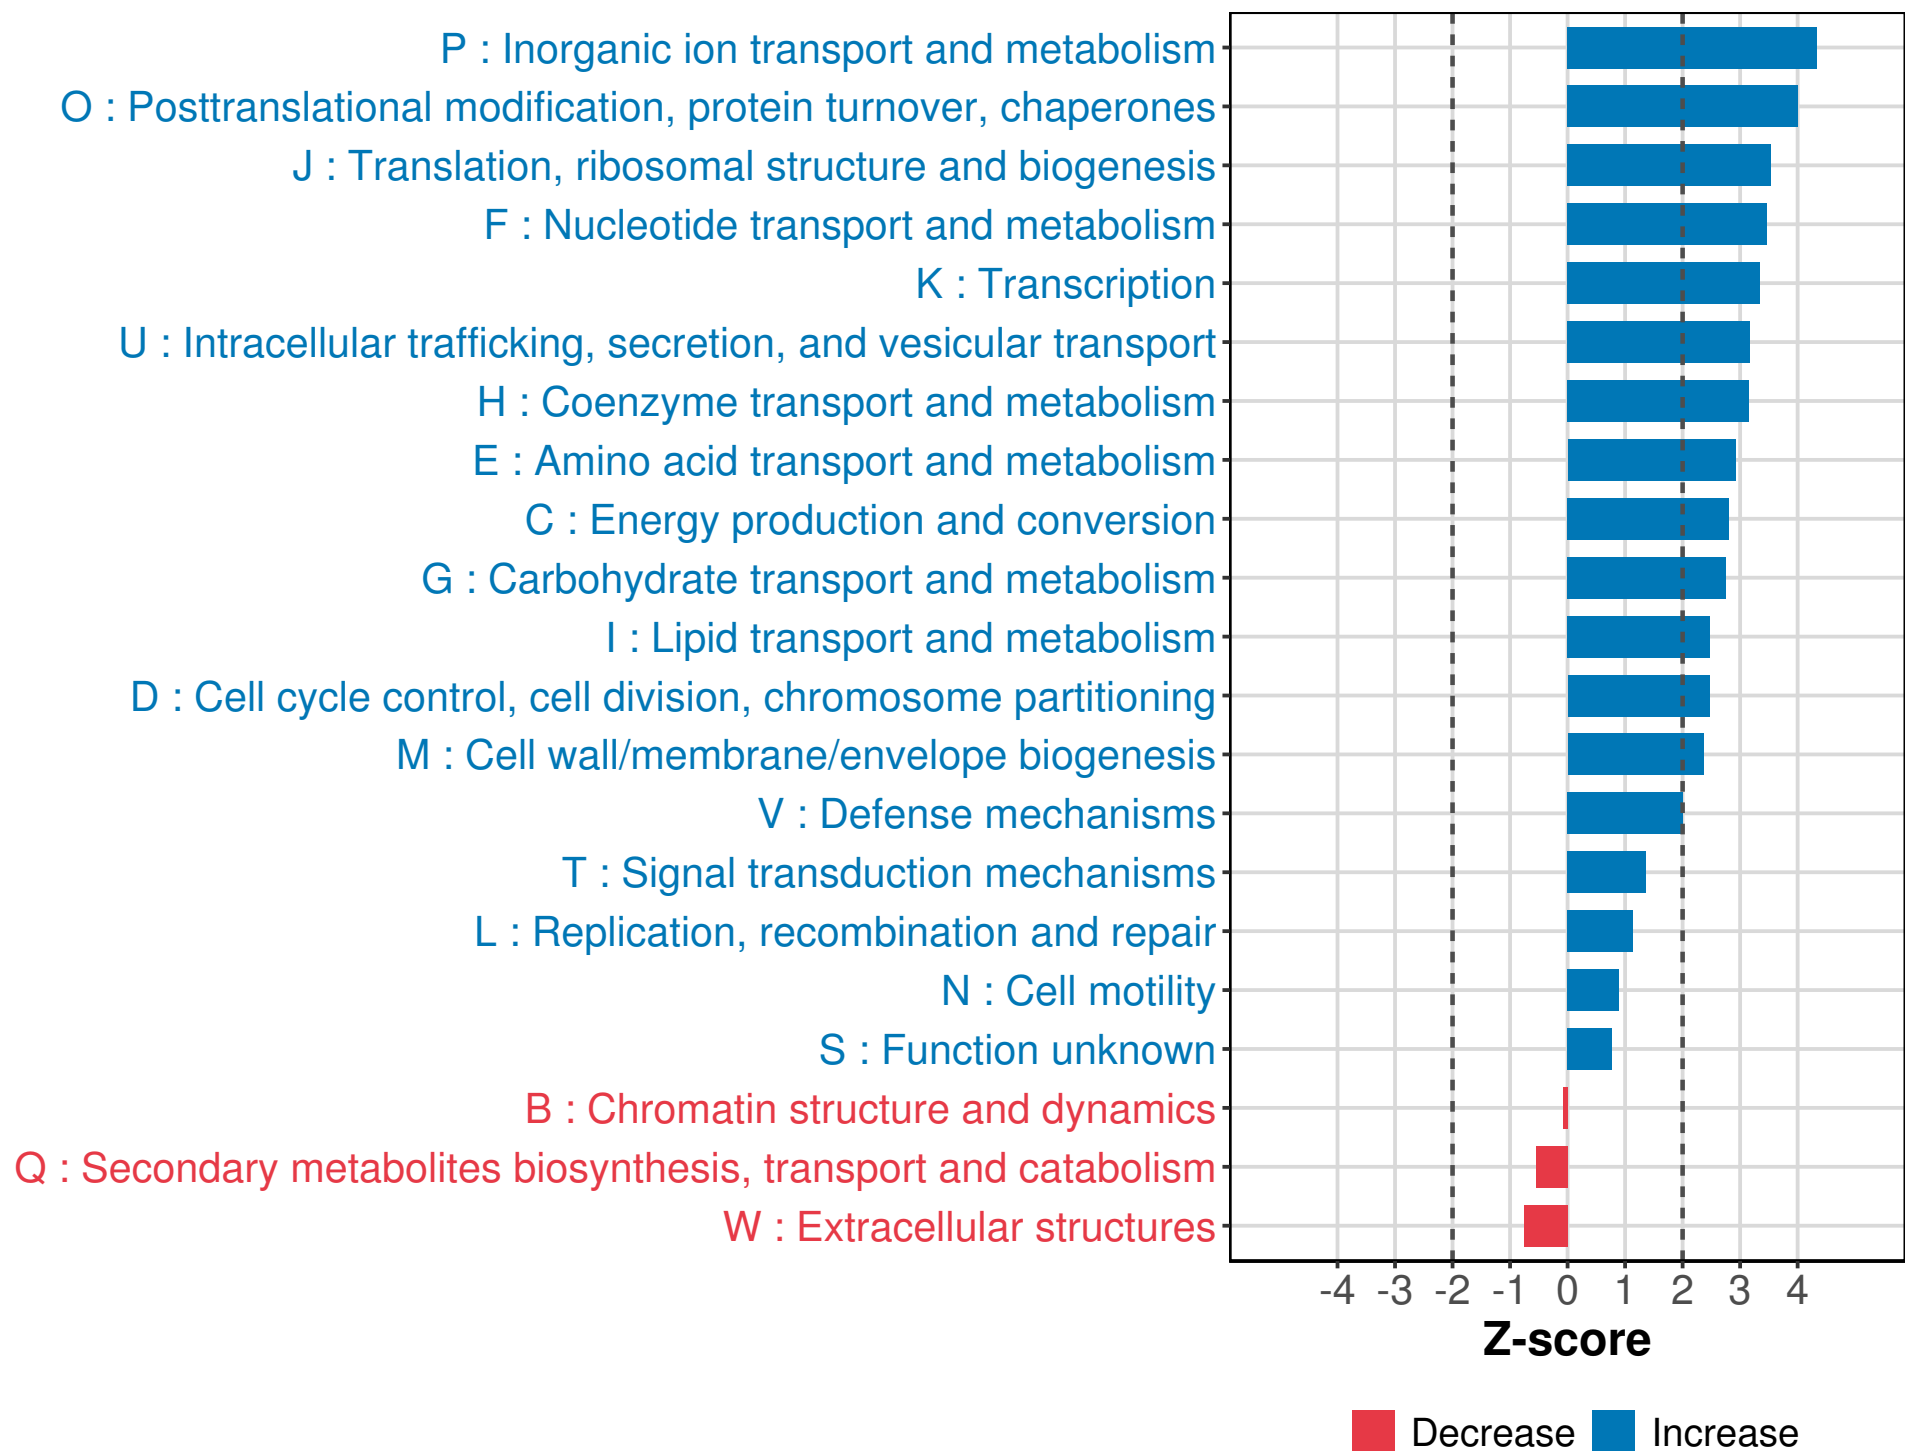 P : Inorganic ion transport and metabolism
O : Posttranslational modification, protein turnover, chaperones
J : Translation, ribosomal structure and biogenesis
F : Nucleotide transport and metabolism
K : Transcription
U : Intracellular trafficking, secretion, and vesicular transport
H : Coenzyme transport and metabolism
E : Amino acid transport and metabolism
C : Energy production and conversion
G : Carbohydrate transport and metabolism
I : Lipid transport and metabolism
D : Cell cycle control, cell division, chromosome partitioning
M : Cell wall/membrane/envelope biogenesis
V : Defense mechanisms
T : Signal transduction mechanisms
L : Replication, recombination and repair
N : Cell motility
S : Function unknown
B : Chromatin structure and dynamics
Q : Secondary metabolites biosynthesis, transport and catabolism
W : Extracellular structures
-4 -3 -2 -1 0 1 2 3 4
Z-score
Decrease Increase